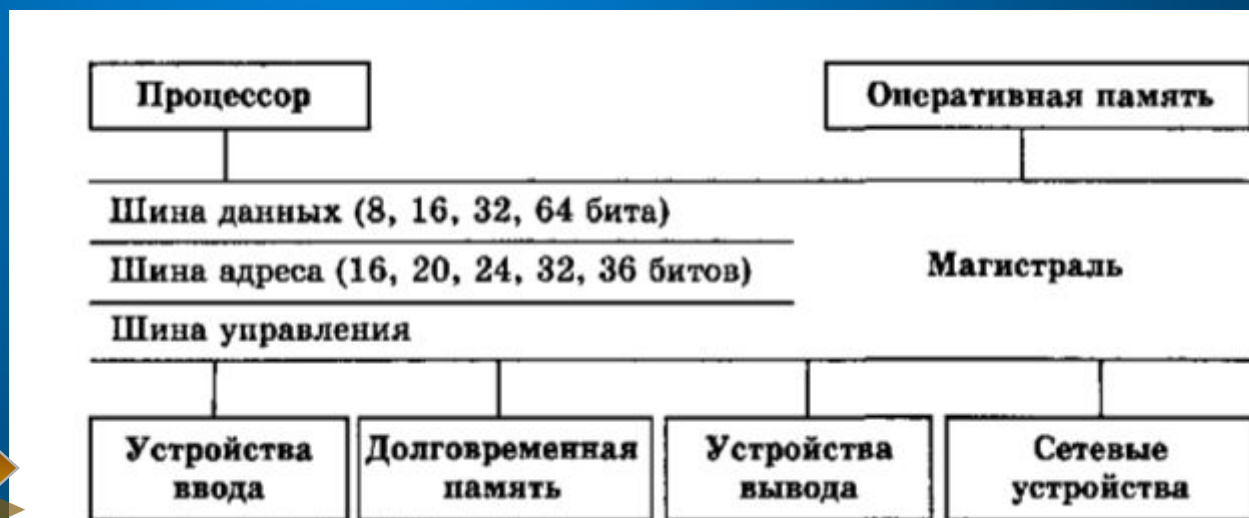 Процессор
Оперативная память
Шина данных (8, 16, 32, 64 бита)
Шина адреса (16, 20, 24, 32, 36 битов)
Магистраль
Шина управления
Устройства
ввода
Долговременная
память
Устройства
вывода
Сетевые
устройства